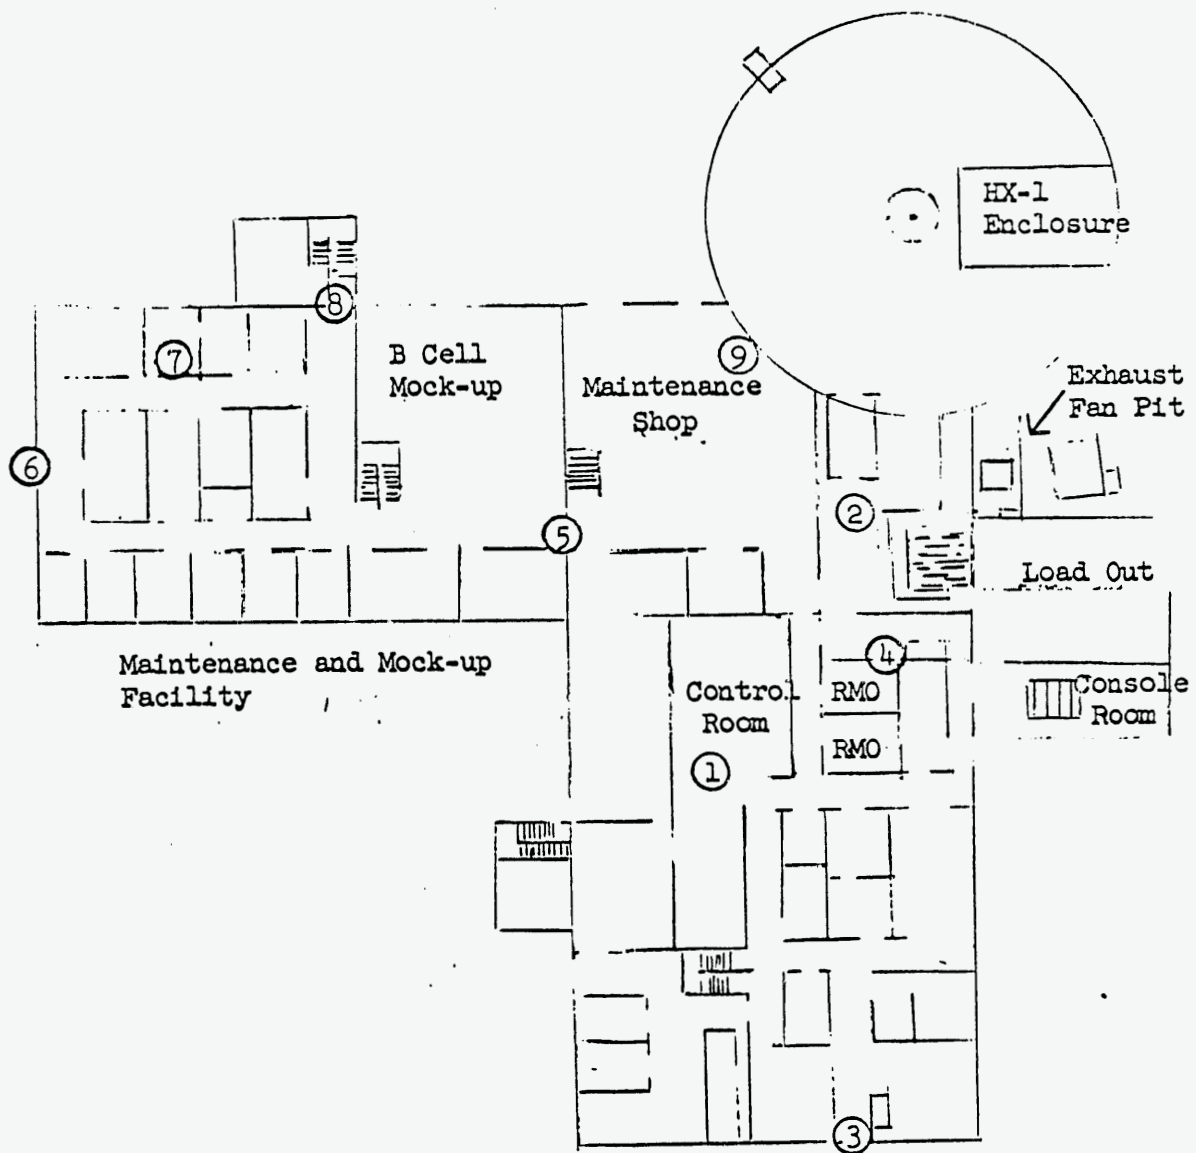 HX-1
Enclosure
8
7
B Cell
Mock-up
9
Maintenance
Shop
Exhaust
Fan Pit
6
5
2
Load Out
Maintenance and Mock-up
Facility
4
Control
Room
RMO
RMO
Console
Room
1
3